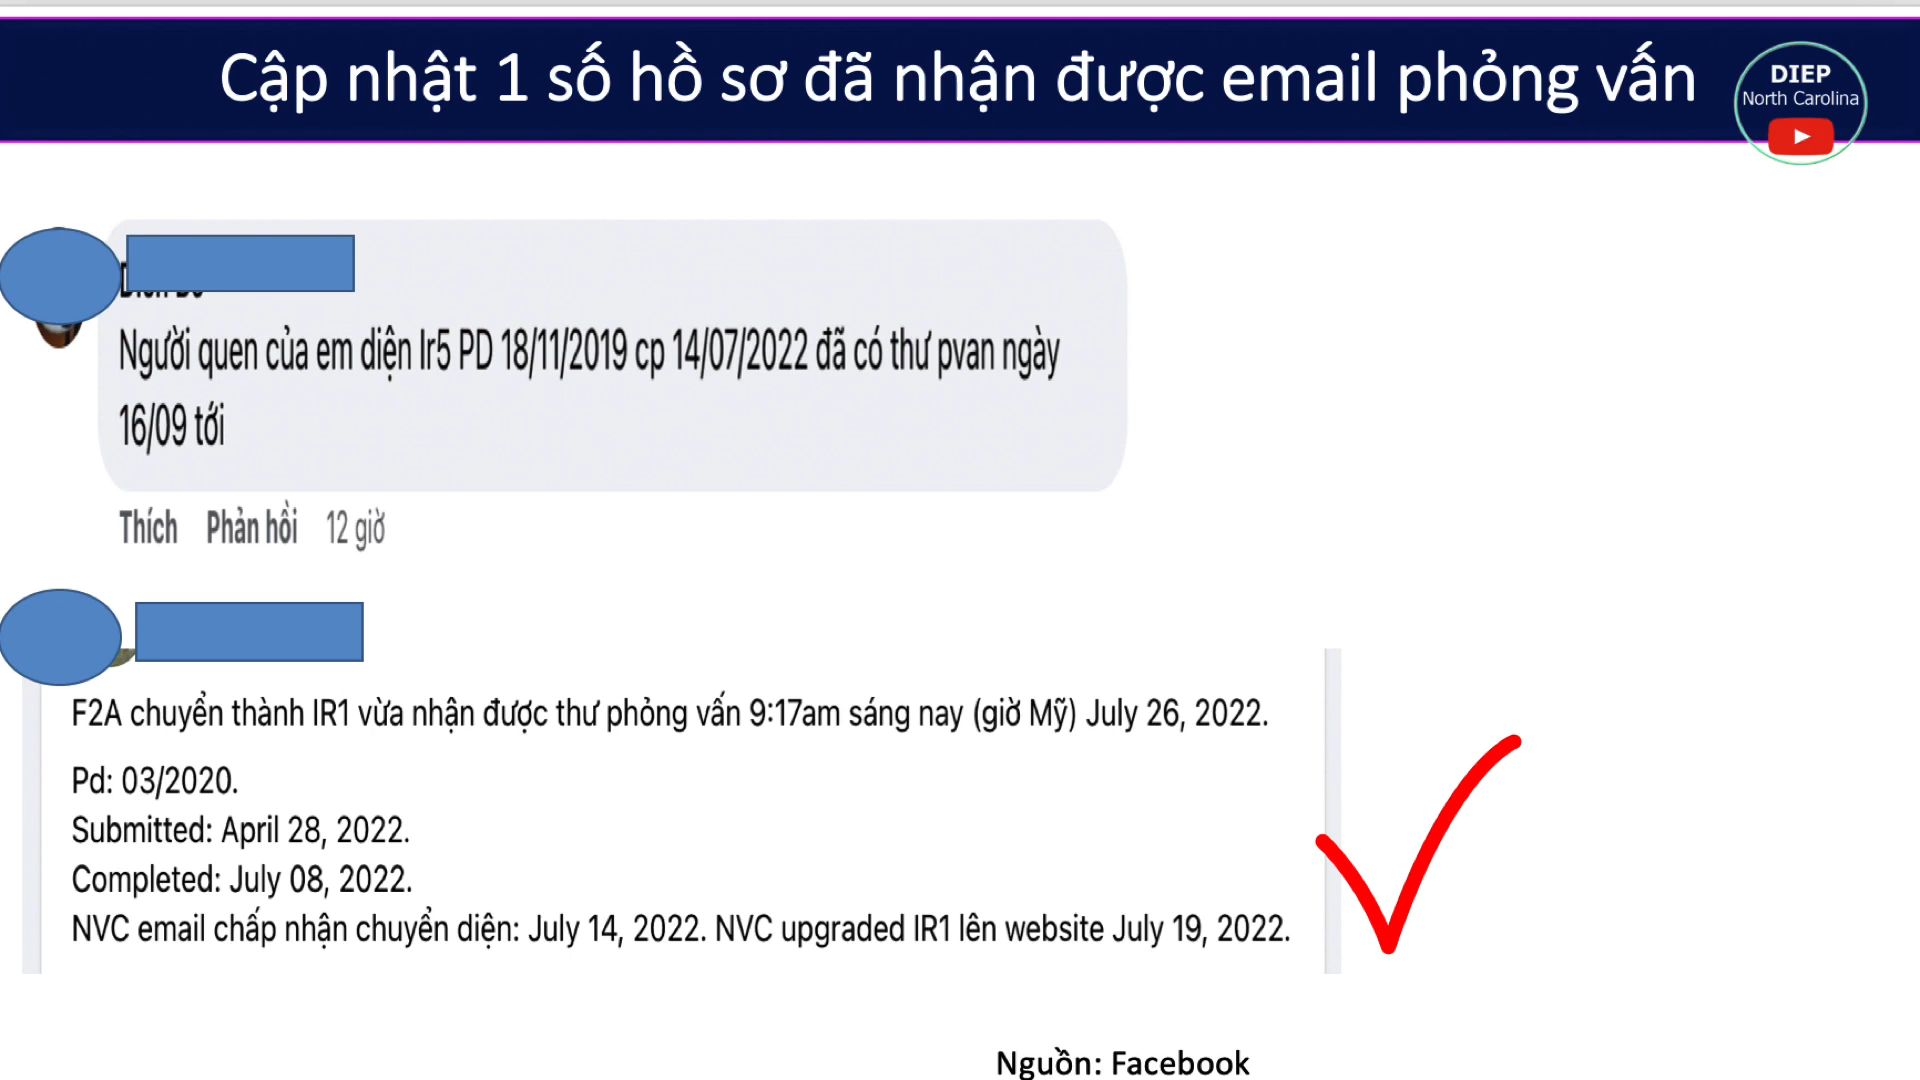 Cập nhật 1 số hồ sơ đã nhận được email phỏng vấn
DIEP
North Carolina
Người quen của em diện Ir5 PD 18/11/2019 cp 14/07/2022 đã có thư pvan ngày
16/09 tới
Thích Phản hồi 12 giờ
F2A chuyển thành IR1 vừa nhận được thư phỏng vấn 9:17am sáng nay (giờ Mỹ) July 26, 2022.
Pd: 03/2020.
Submitted: April 28, 2022.
Completed: July 08, 2022.
NVC email chấp nhận chuyển diện: July 14, 2022. NVC upgraded IR1 lên website July 19, 2022.
Nguồn: Facebook